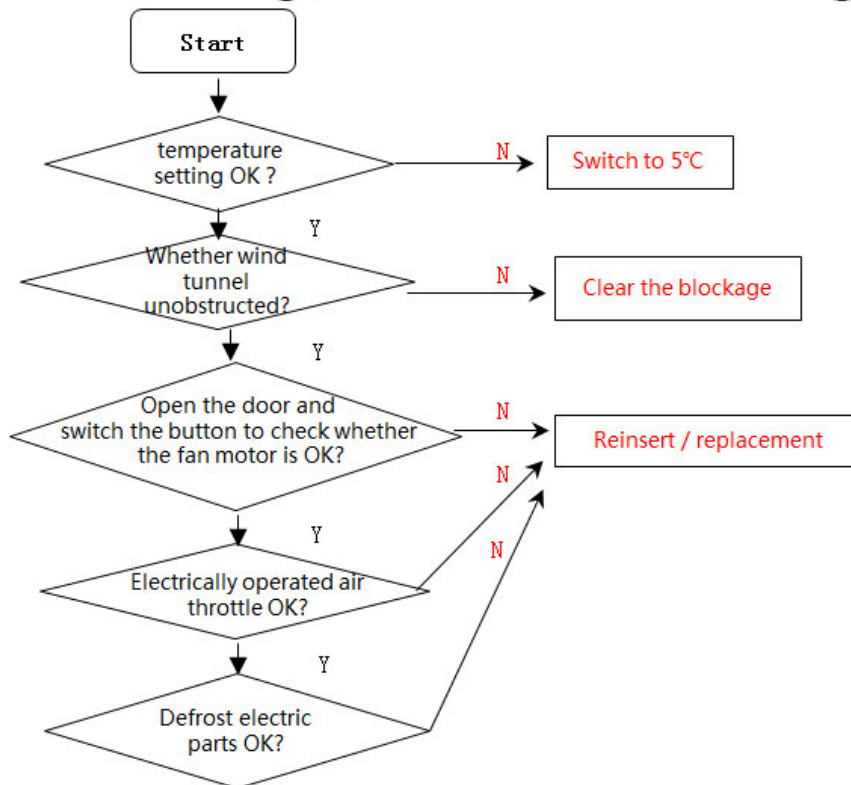 Start
temperature
setting OK ?
N
Switch to 5℃
Y
Whether wind
tunnel
unobstructed?
N
Clear the blockage
Y
Open the door and
switch the button to check whether
the fan motor is OK?
N
Reinsert / replacement
N
Y
N
Electrically operated air
throttle OK?
Y
Defrost electric
parts OK?